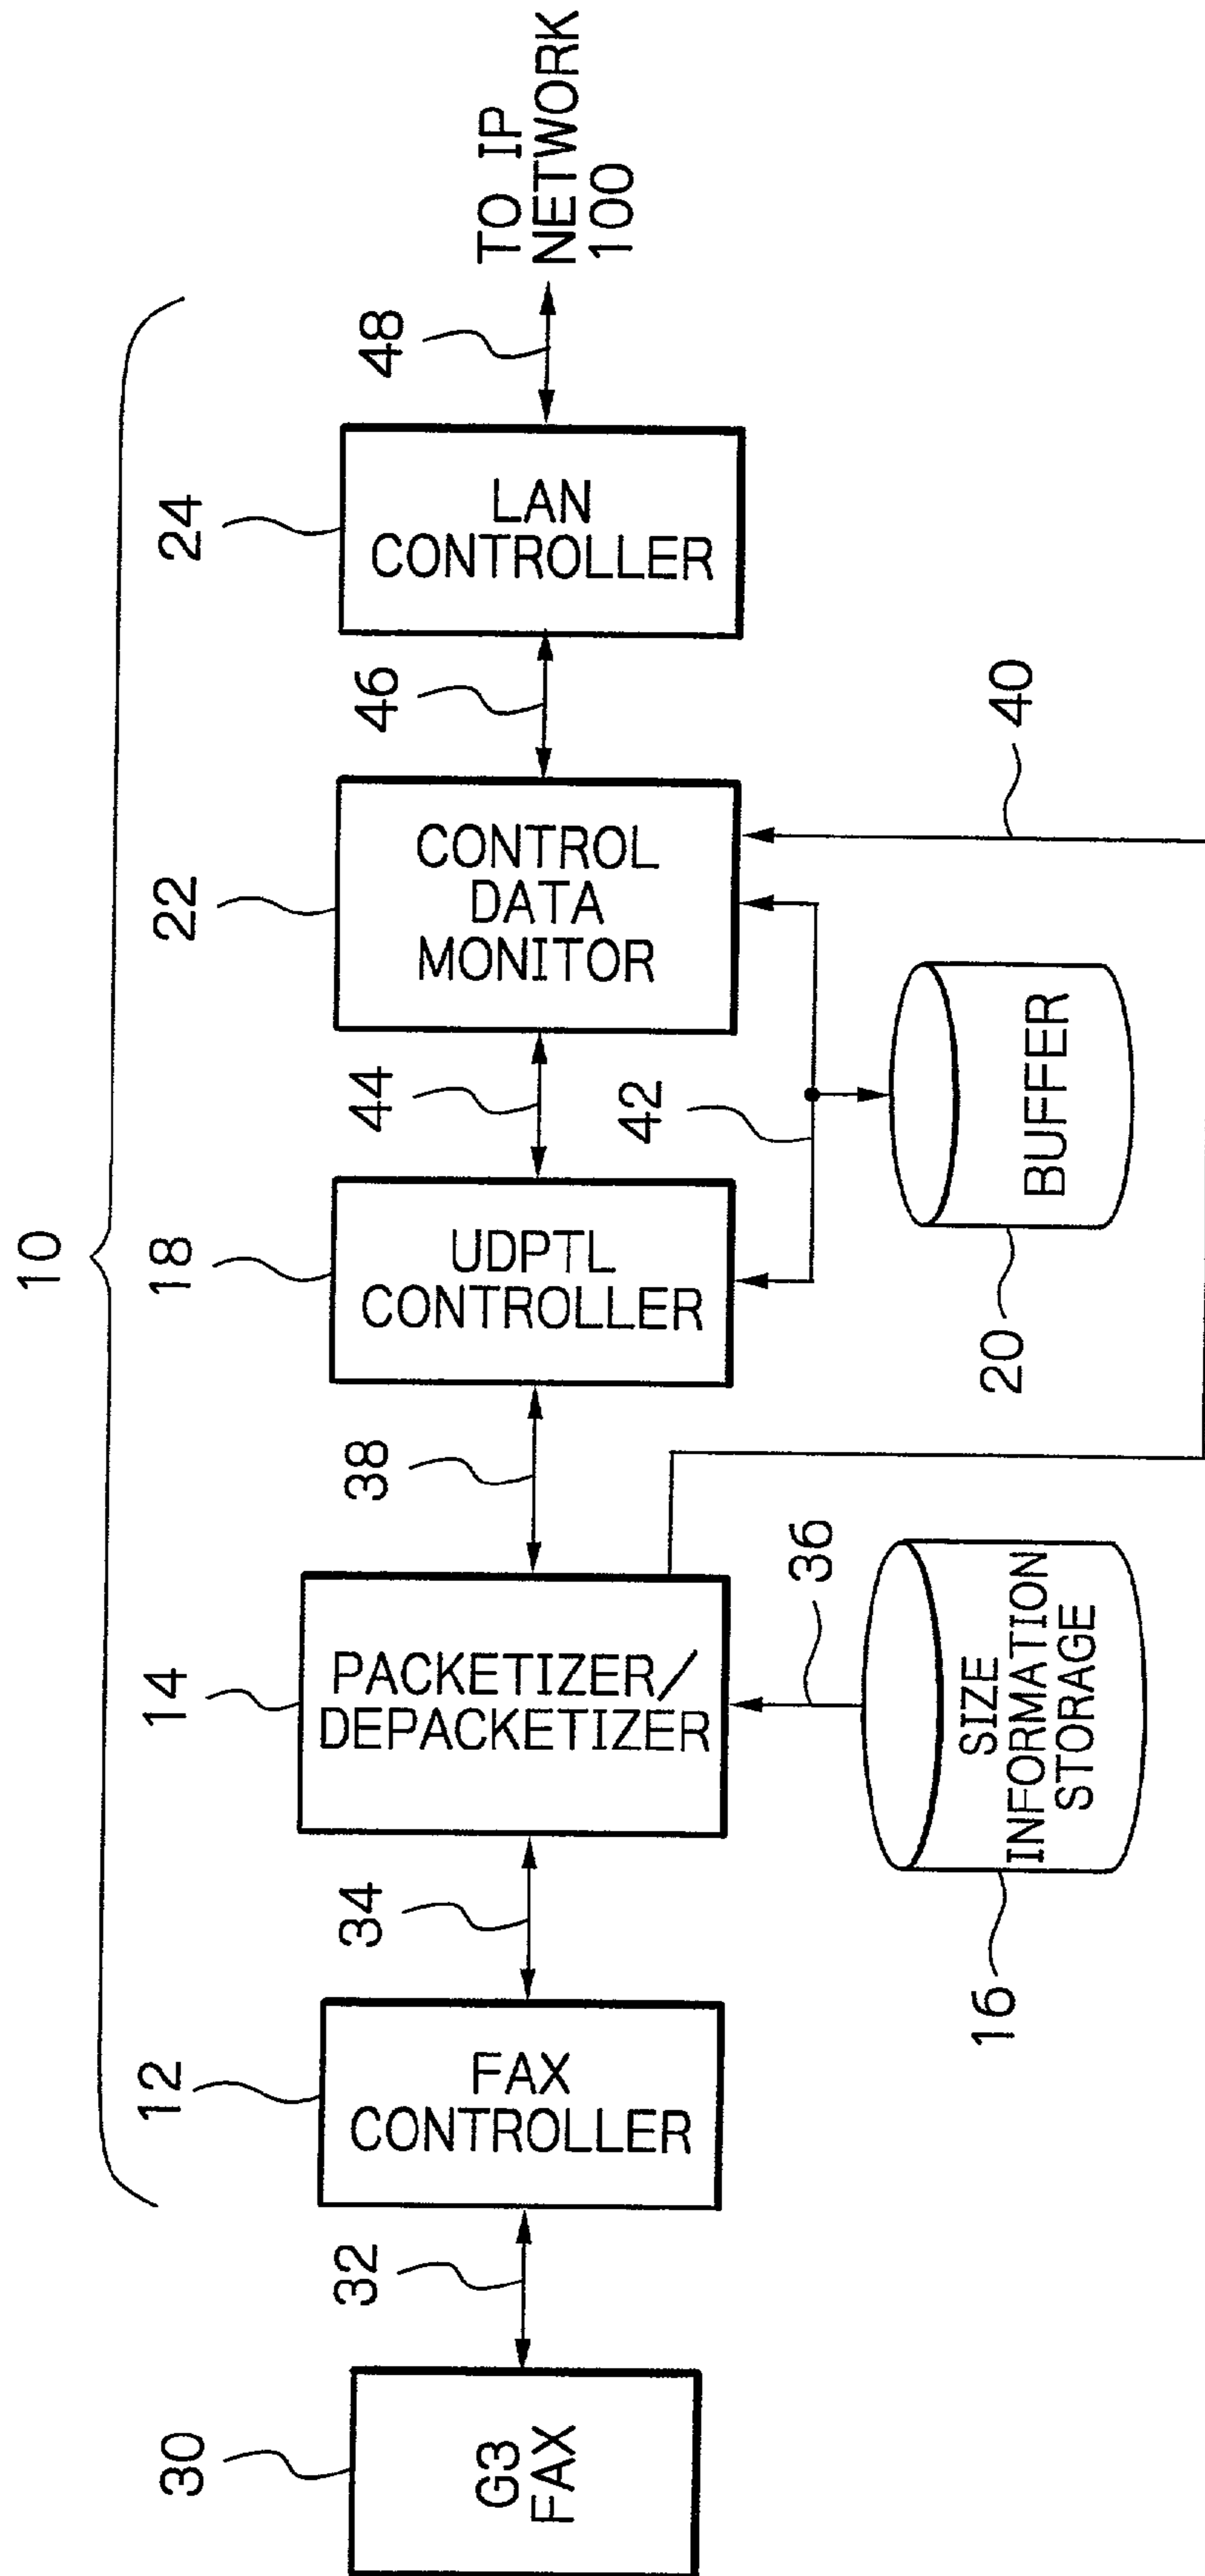 10
30
G3
FAX
32
12
FAX
CONTROLLER
34
14
PACKETIZER/
DEPACKETIZER
38
18
UDPTL
CONTROLLER
44
22
CONTROL
DATA
MONITOR
46
24
LAN
CONTROLLER
48
TO IP
NETWORK
100
36
16
SIZE
INFORMATION
STORAGE
42
20
BUFFER
40